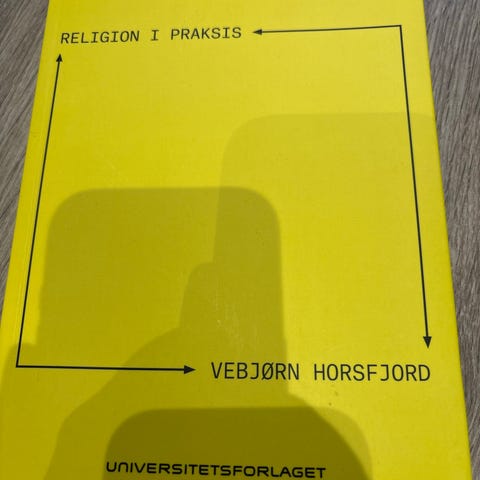 RELIGION I PRAKSIS
VEBJØRN HORSFJORD
UNIVERSITETSFORLAGET